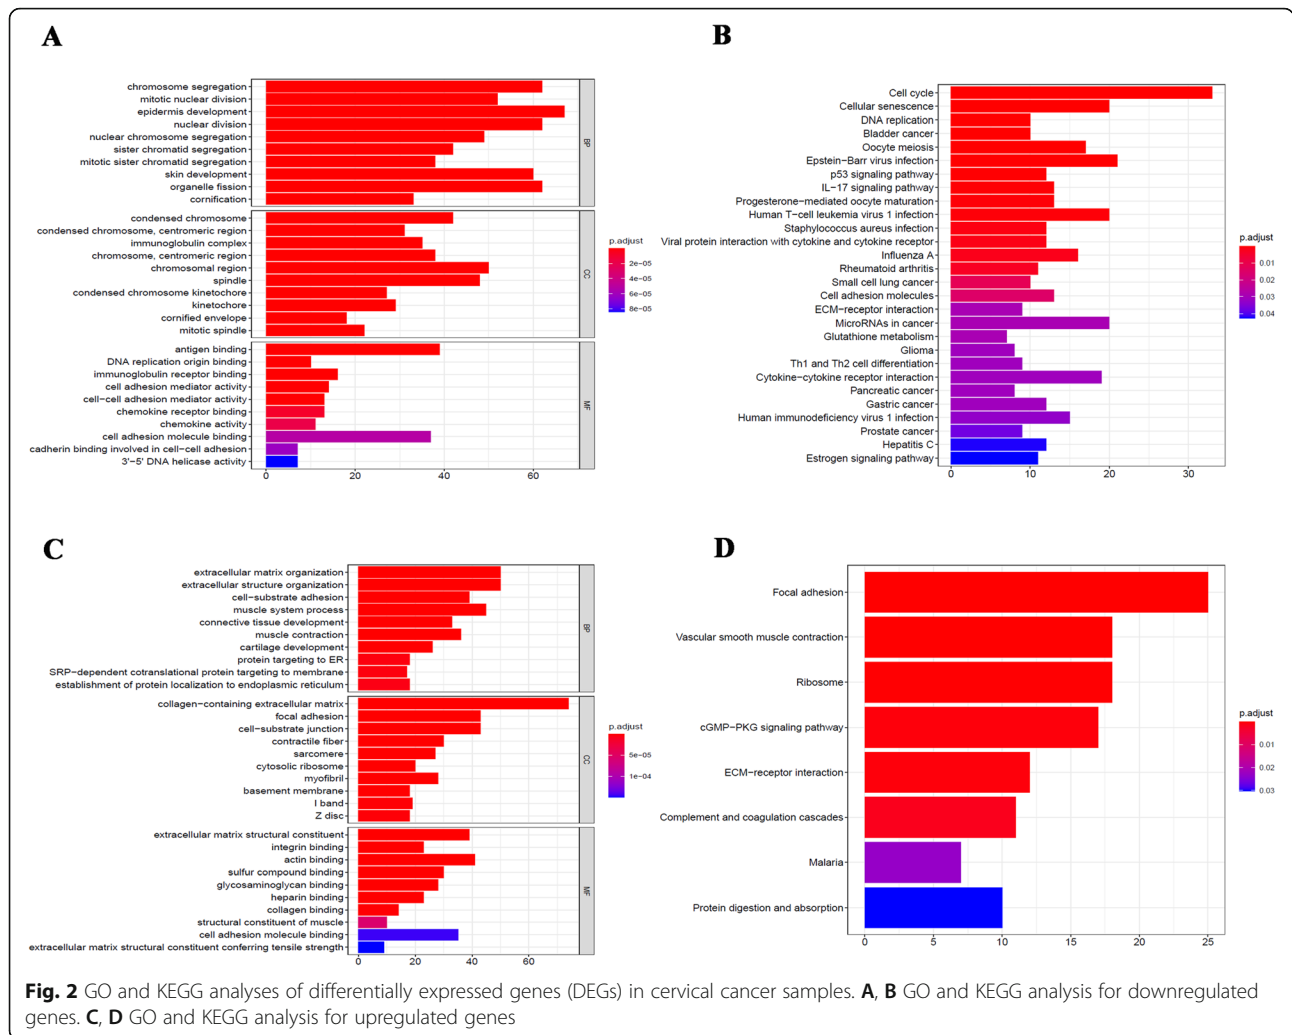 A
chromosome segregation
mitotic nuclear division
epidermis development
nuclear division
nuclear chromosome segregation
sister chromatid segregation
mitotic sister chromatid segregation
skin development
organelle fission
cornification
BP
condensed chromosome
condensed chromosome, centromeric region
immunoglobulin complex
chromosome, centromeric region
chromosomal region
spindle
condensed chromosome kinetochore
kinetochore
cornified envelope
mitotic spindle
CC
antigen binding
DNA replication origin binding
immunoglobulin receptor binding
cell adhesion mediator activity
cell−cell adhesion mediator activity
chemokine receptor binding
chemokine activity
cell adhesion molecule binding
cadherin binding involved in cell−cell adhesion
3'−5' DNA helicase activity
MF
0 20 40 60
p.adjust
2e−05
4e−05
6e−05
8e−05
B
Cell cycle
Cellular senescence
DNA replication
Bladder cancer
Oocyte meiosis
Epstein−Barr virus infection
p53 signaling pathway
IL−17 signaling pathway
Progesterone−mediated oocyte maturation
Human T−cell leukemia virus 1 infection
Staphylococcus aureus infection
Viral protein interaction with cytokine and cytokine receptor
Influenza A
Rheumatoid arthritis
Small cell lung cancer
Cell adhesion molecules
ECM−receptor interaction
MicroRNAs in cancer
Glutathione metabolism
Glioma
Th1 and Th2 cell differentiation
Cytokine−cytokine receptor interaction
Pancreatic cancer
Gastric cancer
Human immunodeficiency virus 1 infection
Prostate cancer
Hepatitis C
Estrogen signaling pathway
0 10 20 30
p.adjust
0.01
0.02
0.03
0.04
C
extracellular matrix organization
extracellular structure organization
cell−substrate adhesion
muscle system process
connective tissue development
muscle contraction
cartilage development
protein targeting to ER
SRP−dependent cotranslational protein targeting to membrane
establishment of protein localization to endoplasmic reticulum
BP
collagen−containing extracellular matrix
focal adhesion
cell−substrate junction
contractile fiber
sarcomere
cytosolic ribosome
myofibril
basement membrane
I band
Z disc
CC
extracellular matrix structural constituent
integrin binding
actin binding
sulfur compound binding
glycosaminoglycan binding
heparin binding
collagen binding
structural constituent of muscle
cell adhesion molecule binding
extracellular matrix structural constituent conferring tensile strength
MF
0 20 40 60
p.adjust
5e−05
1e−04
D
Focal adhesion
Vascular smooth muscle contraction
Ribosome
cGMP−PKG signaling pathway
ECM−receptor interaction
Complement and coagulation cascades
Malaria
Protein digestion and absorption
0 5 10 15 20 25
p.adjust
0.01
0.02
0.03
Fig. 2 GO and KEGG analyses of differentially expressed genes (DEGs) in cervical cancer samples. A, B GO and KEGG analysis for downregulated
genes. C, D GO and KEGG analysis for upregulated genes